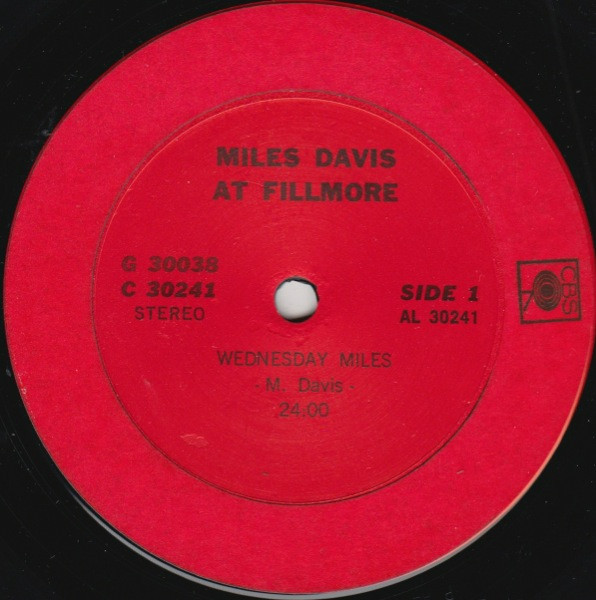 MILES DAVIS
AT FILLMORE
G 30038
C 30241
STEREO
SIDE 1
AL 30241
CBS
WEDNESDAY MILES
- M. Davis -
24:00